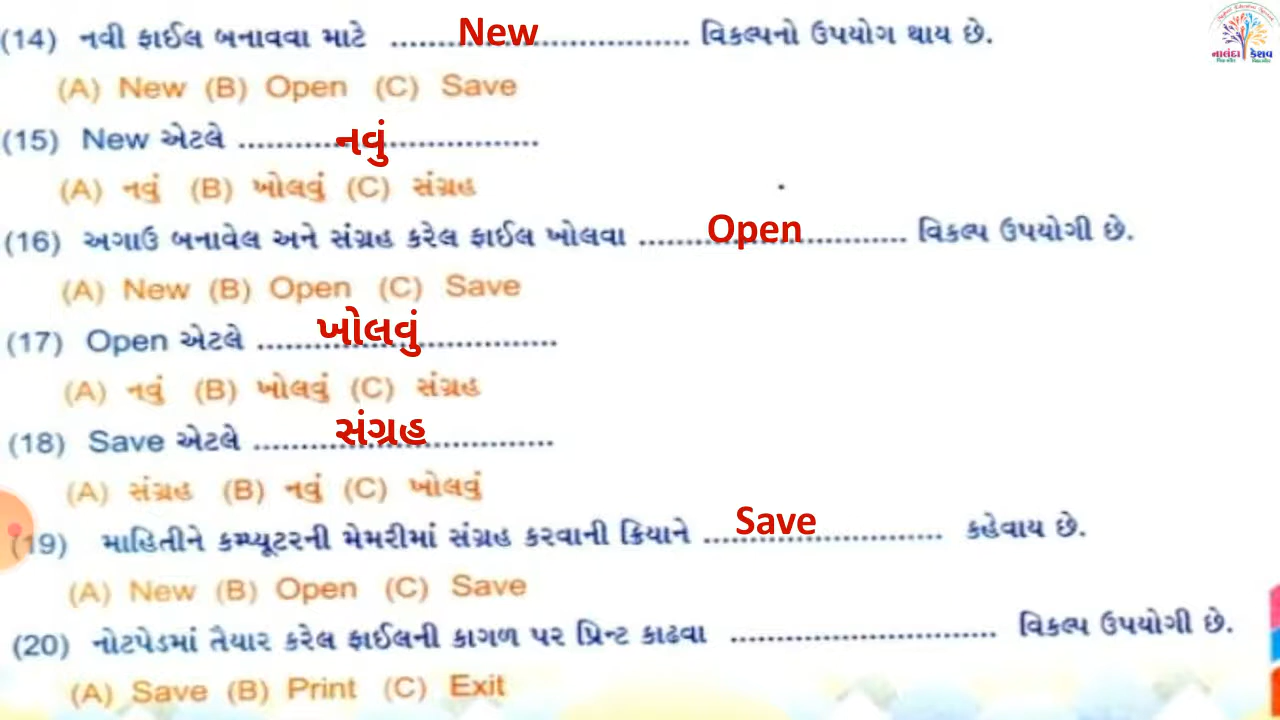 (14) નવી ફાઈલ બનાવવા માટે ........New........ વિકલ્પનો ઉપયોગ થાય છે.
(A) New (B) Open (C) Save
(15) New એટલે ........નવું........
(A) નવું (B) ખોલવું (C) સંગ્રહ
(16) અગાઉ બનાવેલ અને સંગ્રહ કરેલ ફાઈલ ખોલવા ........Open........ વિકલ્પ ઉપયોગી છે.
(A) New (B) Open (C) Save
(17) Open એટલે ........ખોલવું........
(A) નવું (B) ખોલવું (C) સંગ્રહ
(18) Save એટલે ........સંગ્રહ........
(A) સંગ્રહ (B) નવું (C) ખોલવું
(19) માહિતીને કમ્પ્યૂટરની મેમરીમાં સંગ્રહ કરવાની ક્રિયાને ........Save........ કહેવાય છે.
(A) New (B) Open (C) Save
(20) નોટપેડમાં તૈયાર કરેલ ફાઈલની કાગળ પર પ્રિન્ટ કાઢવા ................ વિકલ્પ ઉપયોગી છે.
(A) Save (B) Print (C) Exit
નાલંદા કેશવ